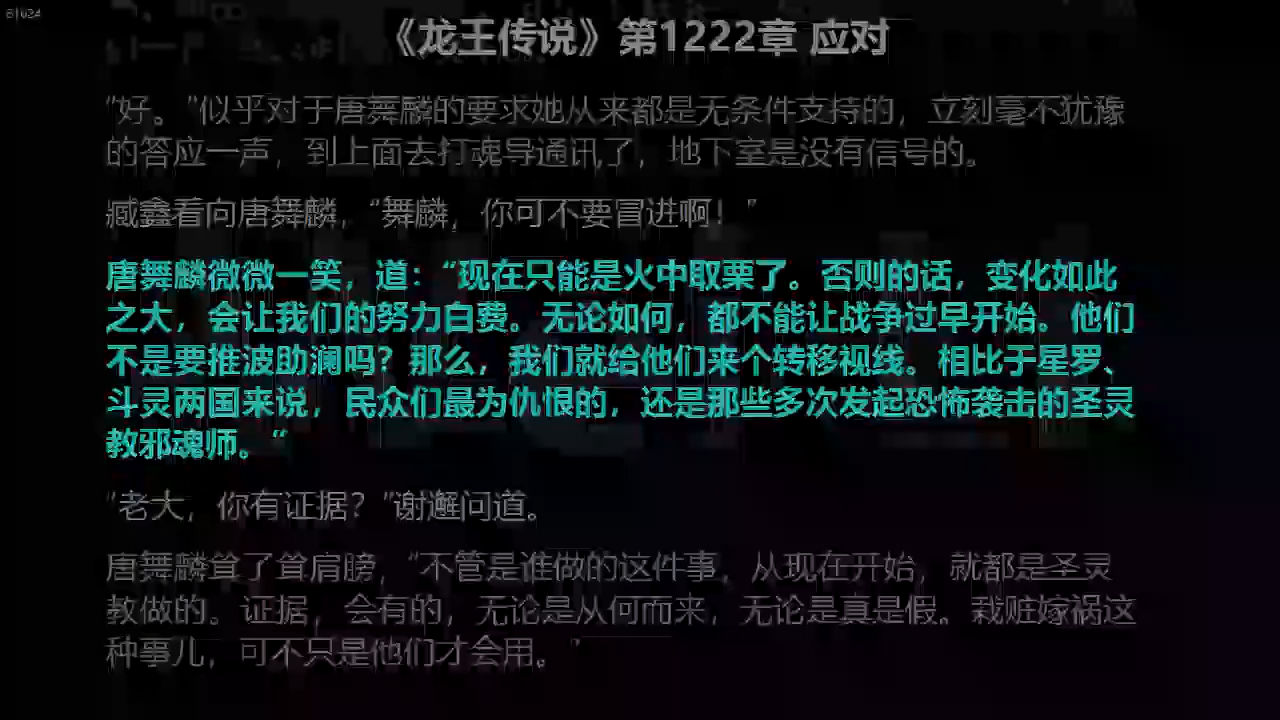 《龙王传说》第1222章 应对
“好。”似乎对于唐舞麟的要求她从来都是无条件支持的，立刻毫不犹豫
的答应一声，到上面去打魂导通讯了，地下室是没有信号的。
臧鑫看向唐舞麟，“舞麟，你可不要冒进啊！”
唐舞麟微微一笑，道：“现在只能是火中取栗了。否则的话，变化如此
之大，会让我们的努力白费。无论如何，都不能让战争过早开始。他们
不是要推波助澜吗？那么，我们就给他们来个转移视线。相比于星罗、
斗灵两国来说，民众们最为仇恨的，还是那些多次发起恐怖袭击的圣灵
教邪魂师。“
“老大，你有证据？”谢邂问道。
唐舞麟耸了耸肩膀，“不管是谁做的这件事，从现在开始，就都是圣灵
教做的。证据，会有的，无论是从何而来，无论是真是假。栽赃嫁祸这
种事儿，可不只是他们才会用。”